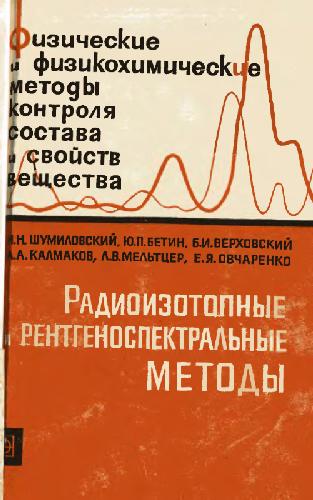 Физические
и физикохимические
методы
контроля
состава
и свойств
вещества
Н.Н.ШУМИЛОВСКИЙ, Ю.П.БЕТИН, Б.И.ВЕРХОВСКИЙ
А.А.КАЛМАКОВ, Л.В.МЕЛЬТЦЕР, Е.Я.ОВЧАРЕНКО
РАДИОИЗОТОПНЫЕ
И РЕНТГЕНОСПЕКТРАЛЬНЫЕ
МЕТОДЫ